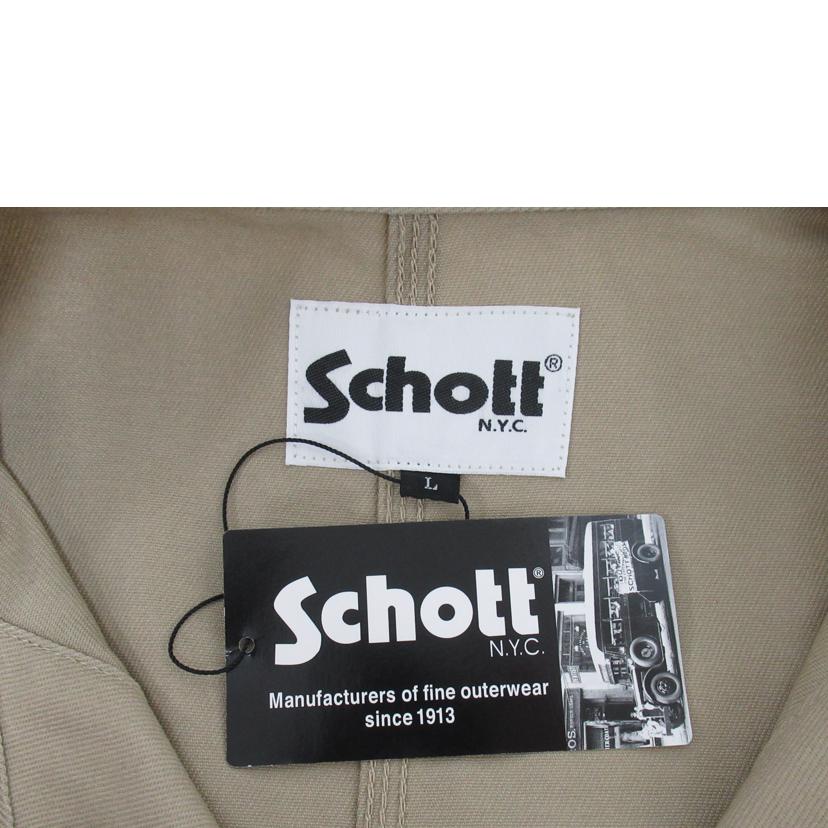 Schott®
N.Y.C.
L
Schott®
N.Y.C.
Manufacturers of fine outerwear
since 1913